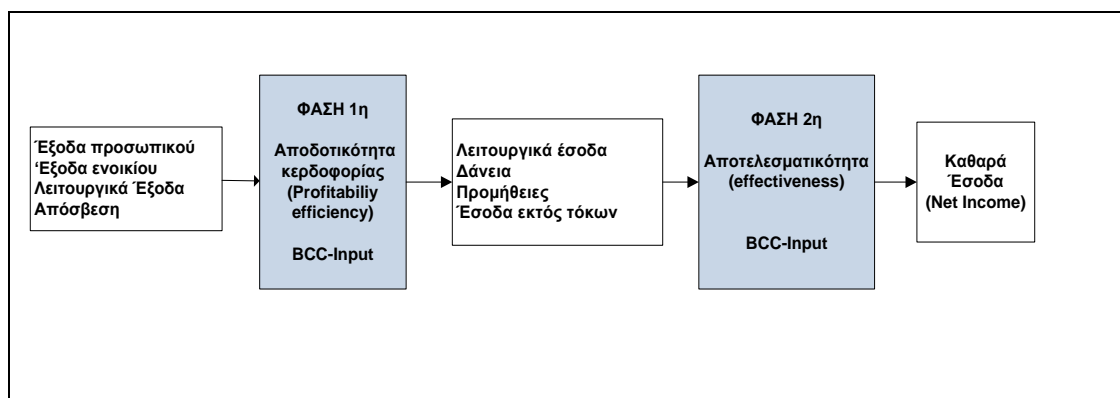 Έξοδα προσωπικού
‘Έξοδα ενοικίου
Λειτουργικά Έξοδα
Απόσβεση
ΦΑΣΗ 1η
Αποδοτικότητα
κερδοφορίας
(Profitabiliy
efficiency)
BCC-Input
Λειτουργικά έσοδα
Δάνεια
Προμήθειες
Έσοδα εκτός τόκων
ΦΑΣΗ 2η
Αποτελεσματικότητα
(effectiveness)
BCC-Input
Καθαρά
Έσοδα
(Net Income)